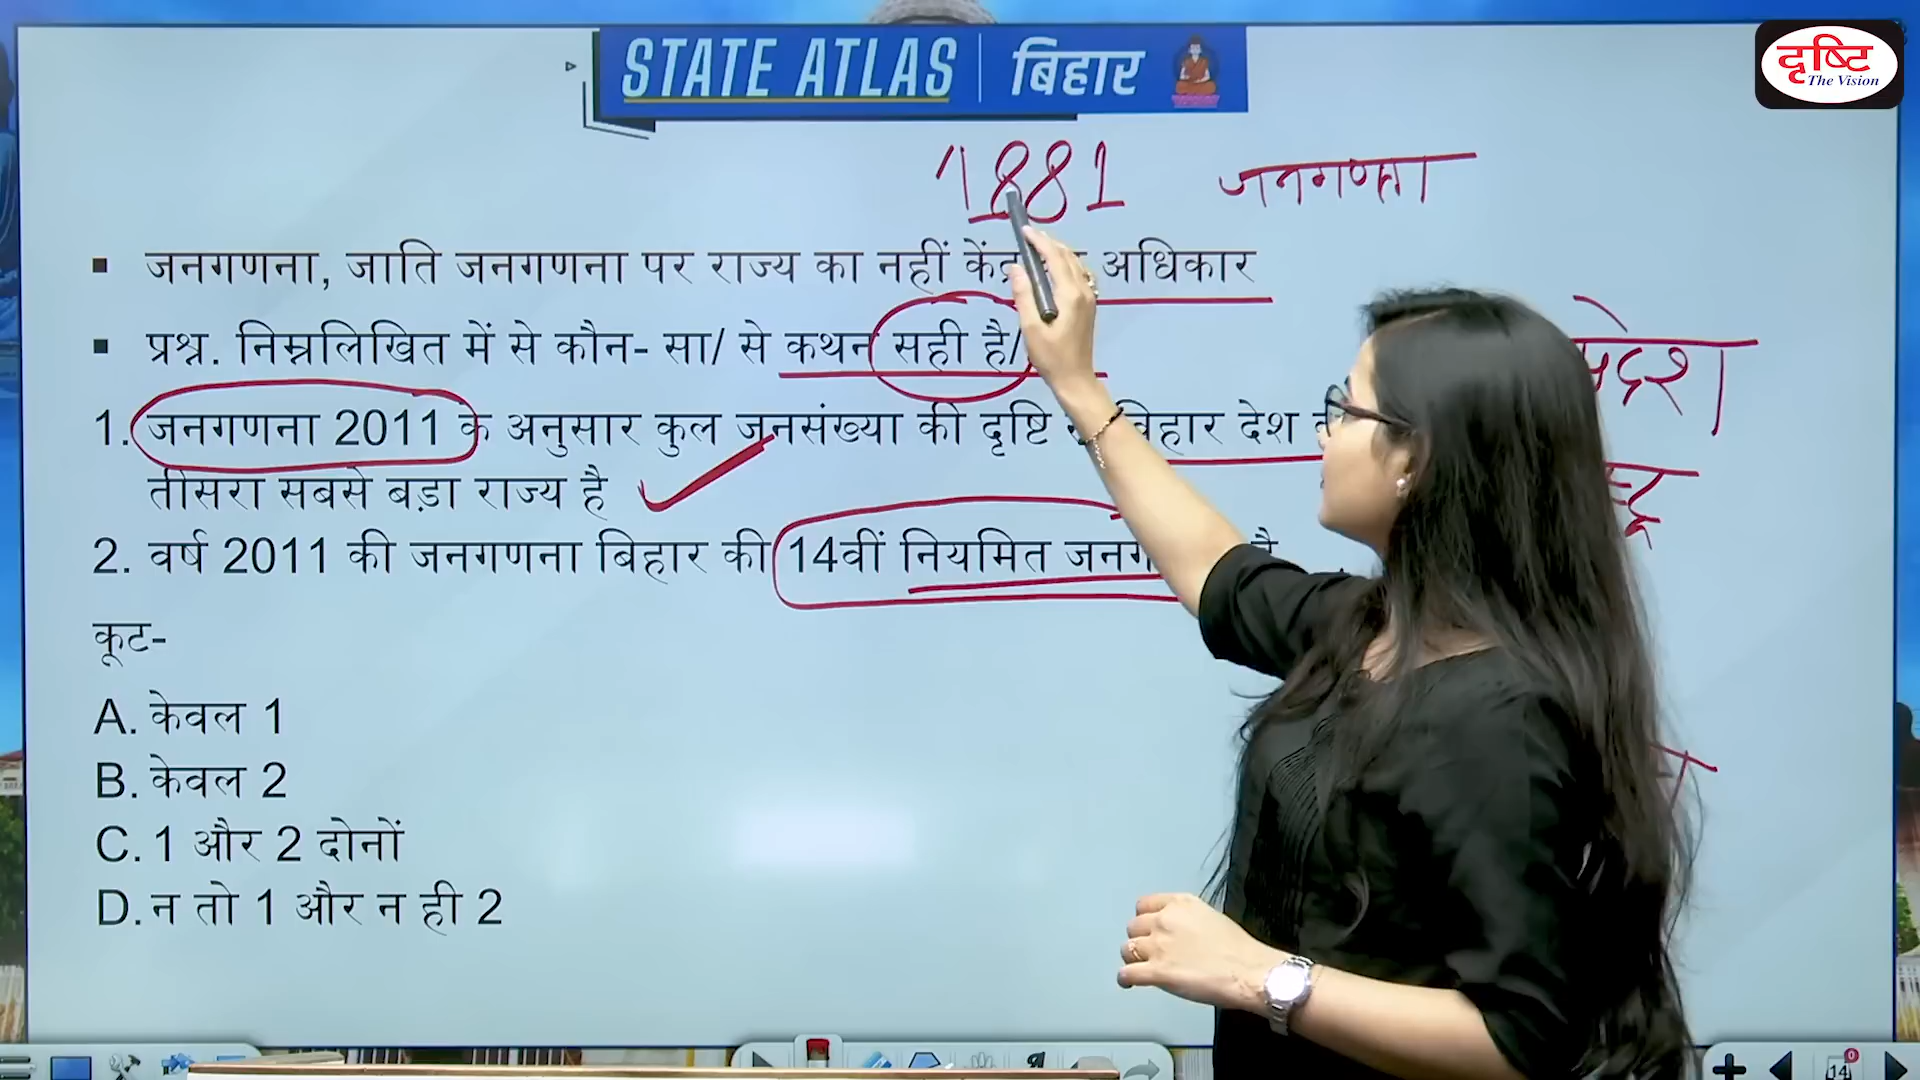 STATE ATLAS बिहार
दृष्टि
The Vision
1881 जनगणना
▪ जनगणना, जाति जनगणना पर राज्य का नहीं अधिकार
▪ प्रश्न. निम्नलिखित में से कौन- सा/ से कथन सही है/
1. जनगणना 2011 के अनुसार कुल जनसंख्या की दृष्टि बिहार देश
तीसरा सबसे बड़ा राज्य है
2. वर्ष 2011 की जनगणना बिहार की 14वीं नियमित
कूट-
A. केवल 1
B. केवल 2
C. 1 और 2 दोनों
D. न तो 1 और न ही 2
14